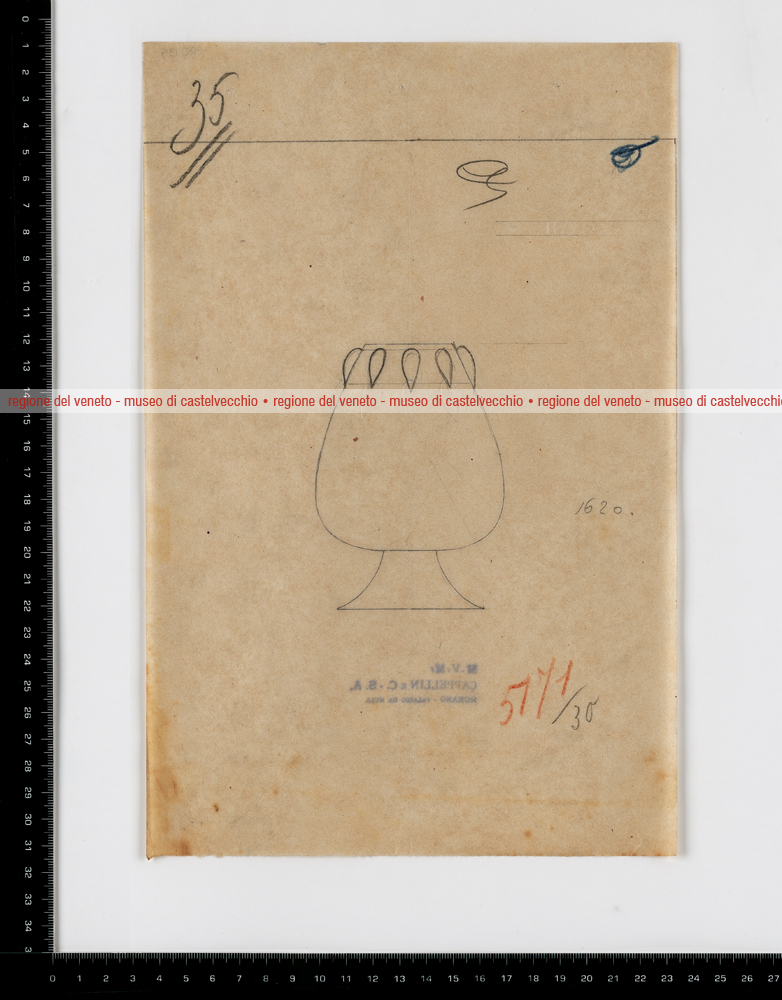 35
regione del veneto - museo di castelvecchio • regione del veneto - museo di castelvecchio • regione del veneto - museo di castelvecchi
1620.
M.V.M.
CAPPELLIN & C. - S. A.
MURANO - PALAZZO DA MULA
5171/35
0 1 2 3 4 5 6 7 8 9 10 11 12 13 14 15 16 17 18 19 20 21 22 23 24 25 26 27 28 29 30 31 32 33 34 3
0 1 2 3 4 5 6 7 8 9 10 11 12 13 14 15 16 17 18 19 20 21 22 23 24 25 26 27